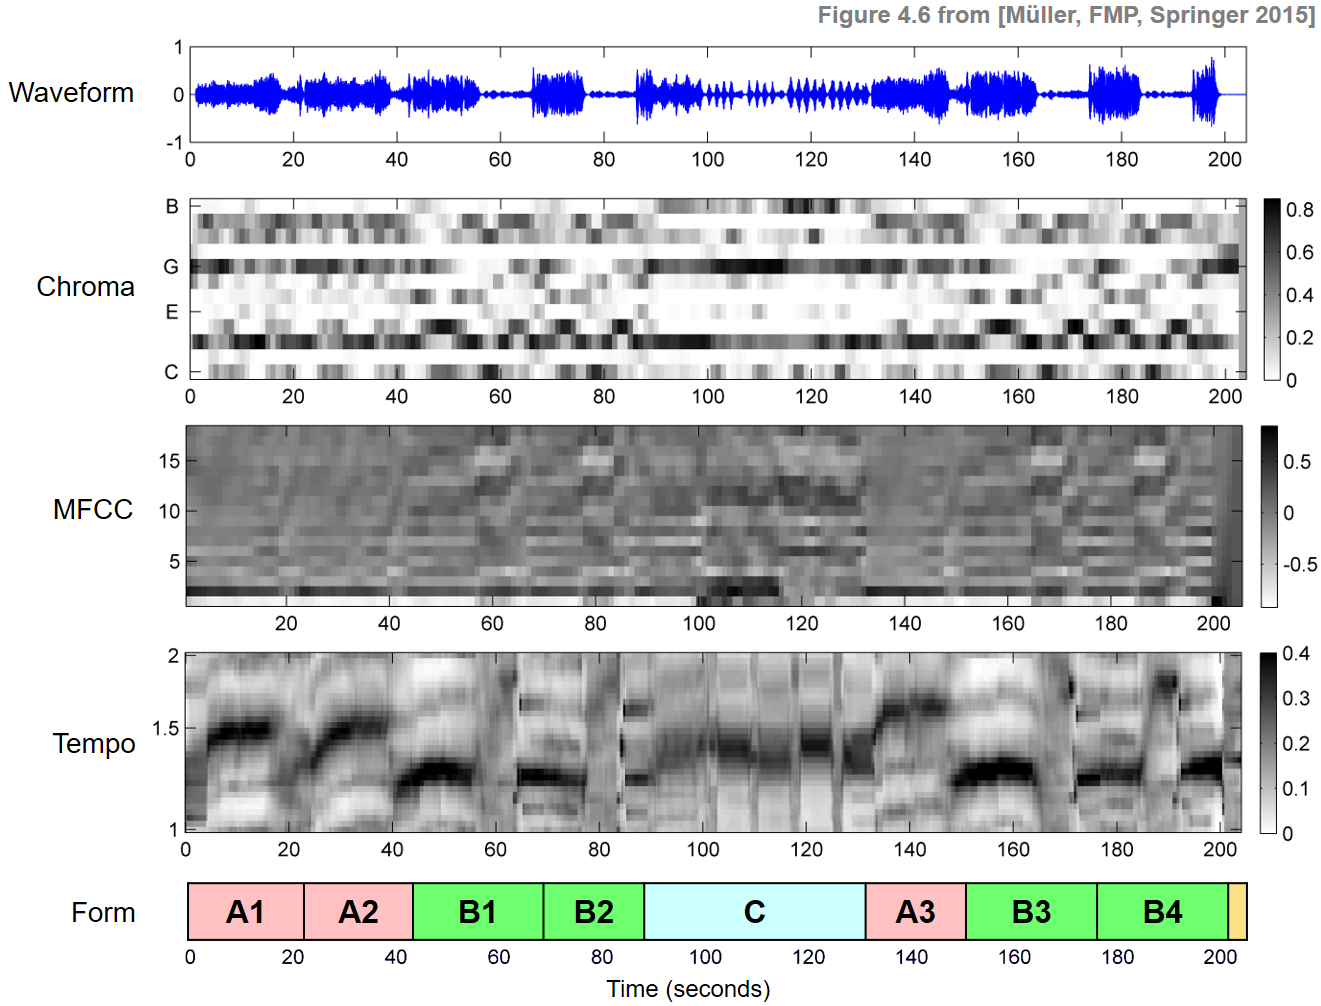 Figure 4.6 from [Müller, FMP, Springer 2015]
Waveform
1
0
-1
0 20 40 60 80 100 120 140 160 180 200
Chroma
B
G
E
C
0.8
0.6
0.4
0.2
0
0 20 40 60 80 100 120 140 160 180 200
MFCC
15
10
5
0.5
0
-0.5
20 40 60 80 100 120 140 160 180 200
Tempo
2
1.5
1
0.4
0.3
0.2
0.1
0
0 20 40 60 80 100 120 140 160 180 200
Form
A1 A2 B1 B2 C A3 B3 B4
0 20 40 60 80 100 120 140 160 180 200
Time (seconds)